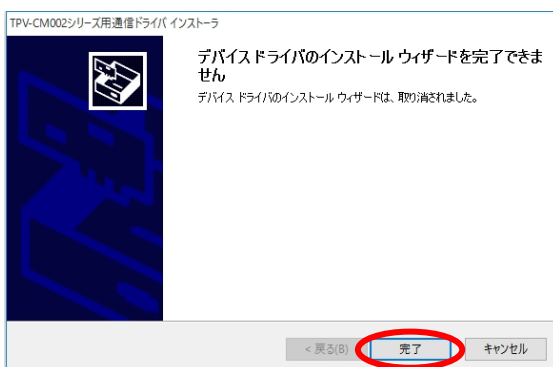 TPV-CM002シリーズ用通信ドライバ インストーラ
デバイス ドライバのインストール ウィザードを完了できま
せん
デバイス ドライバのインストール ウィザードは、取り消されました。
< 戻る(B)
完了
キャンセル